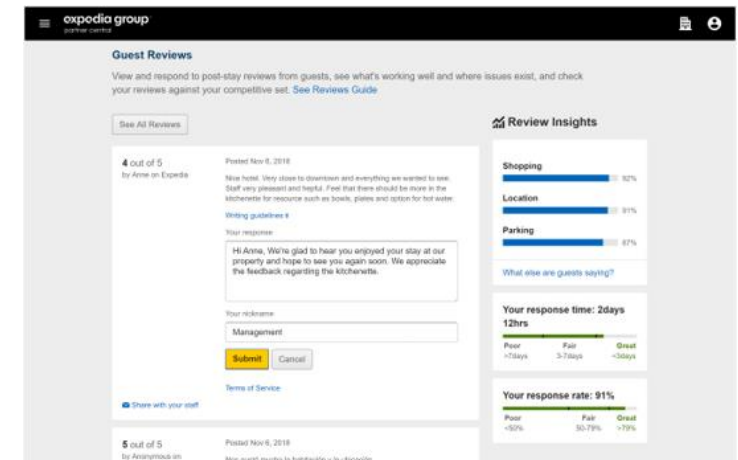 expedia group
partner central
Guest Reviews
View and respond to post-stay reviews from guests, see what's working well and where issues exist, and check
your reviews against your competitive set. See Reviews Guide
See All Reviews
Review Insights
4 out of 5
by Anne on Expedia
Posted Nov 6, 2018
Nice hotel. Very close to downtown and everything we wanted to see.
Staff very pleasant and hepful. Feel that there should be more in the
kitchenette for resource such as bowls, plates and option for hot water.
Writing guidelines
Your response
Hi Anne, We're glad to hear you enjoyed your stay at our
property and hope to see you again soon. We appreciate
the feedback regarding the kitchenette.
Your nickname
Management
Submit
Cancel
Terms of Service
Share with your staff
Shopping
92%
Location
91%
Parking
87%
What else are guests saying?
Your response time: 2days
12hrs
Poor Fair Great
>7days 3-7days <3days
Your response rate: 91%
Poor Fair Great
<50% 50-79% >79%
5 out of 5
by Anonymous on
Posted Nov 6, 2018